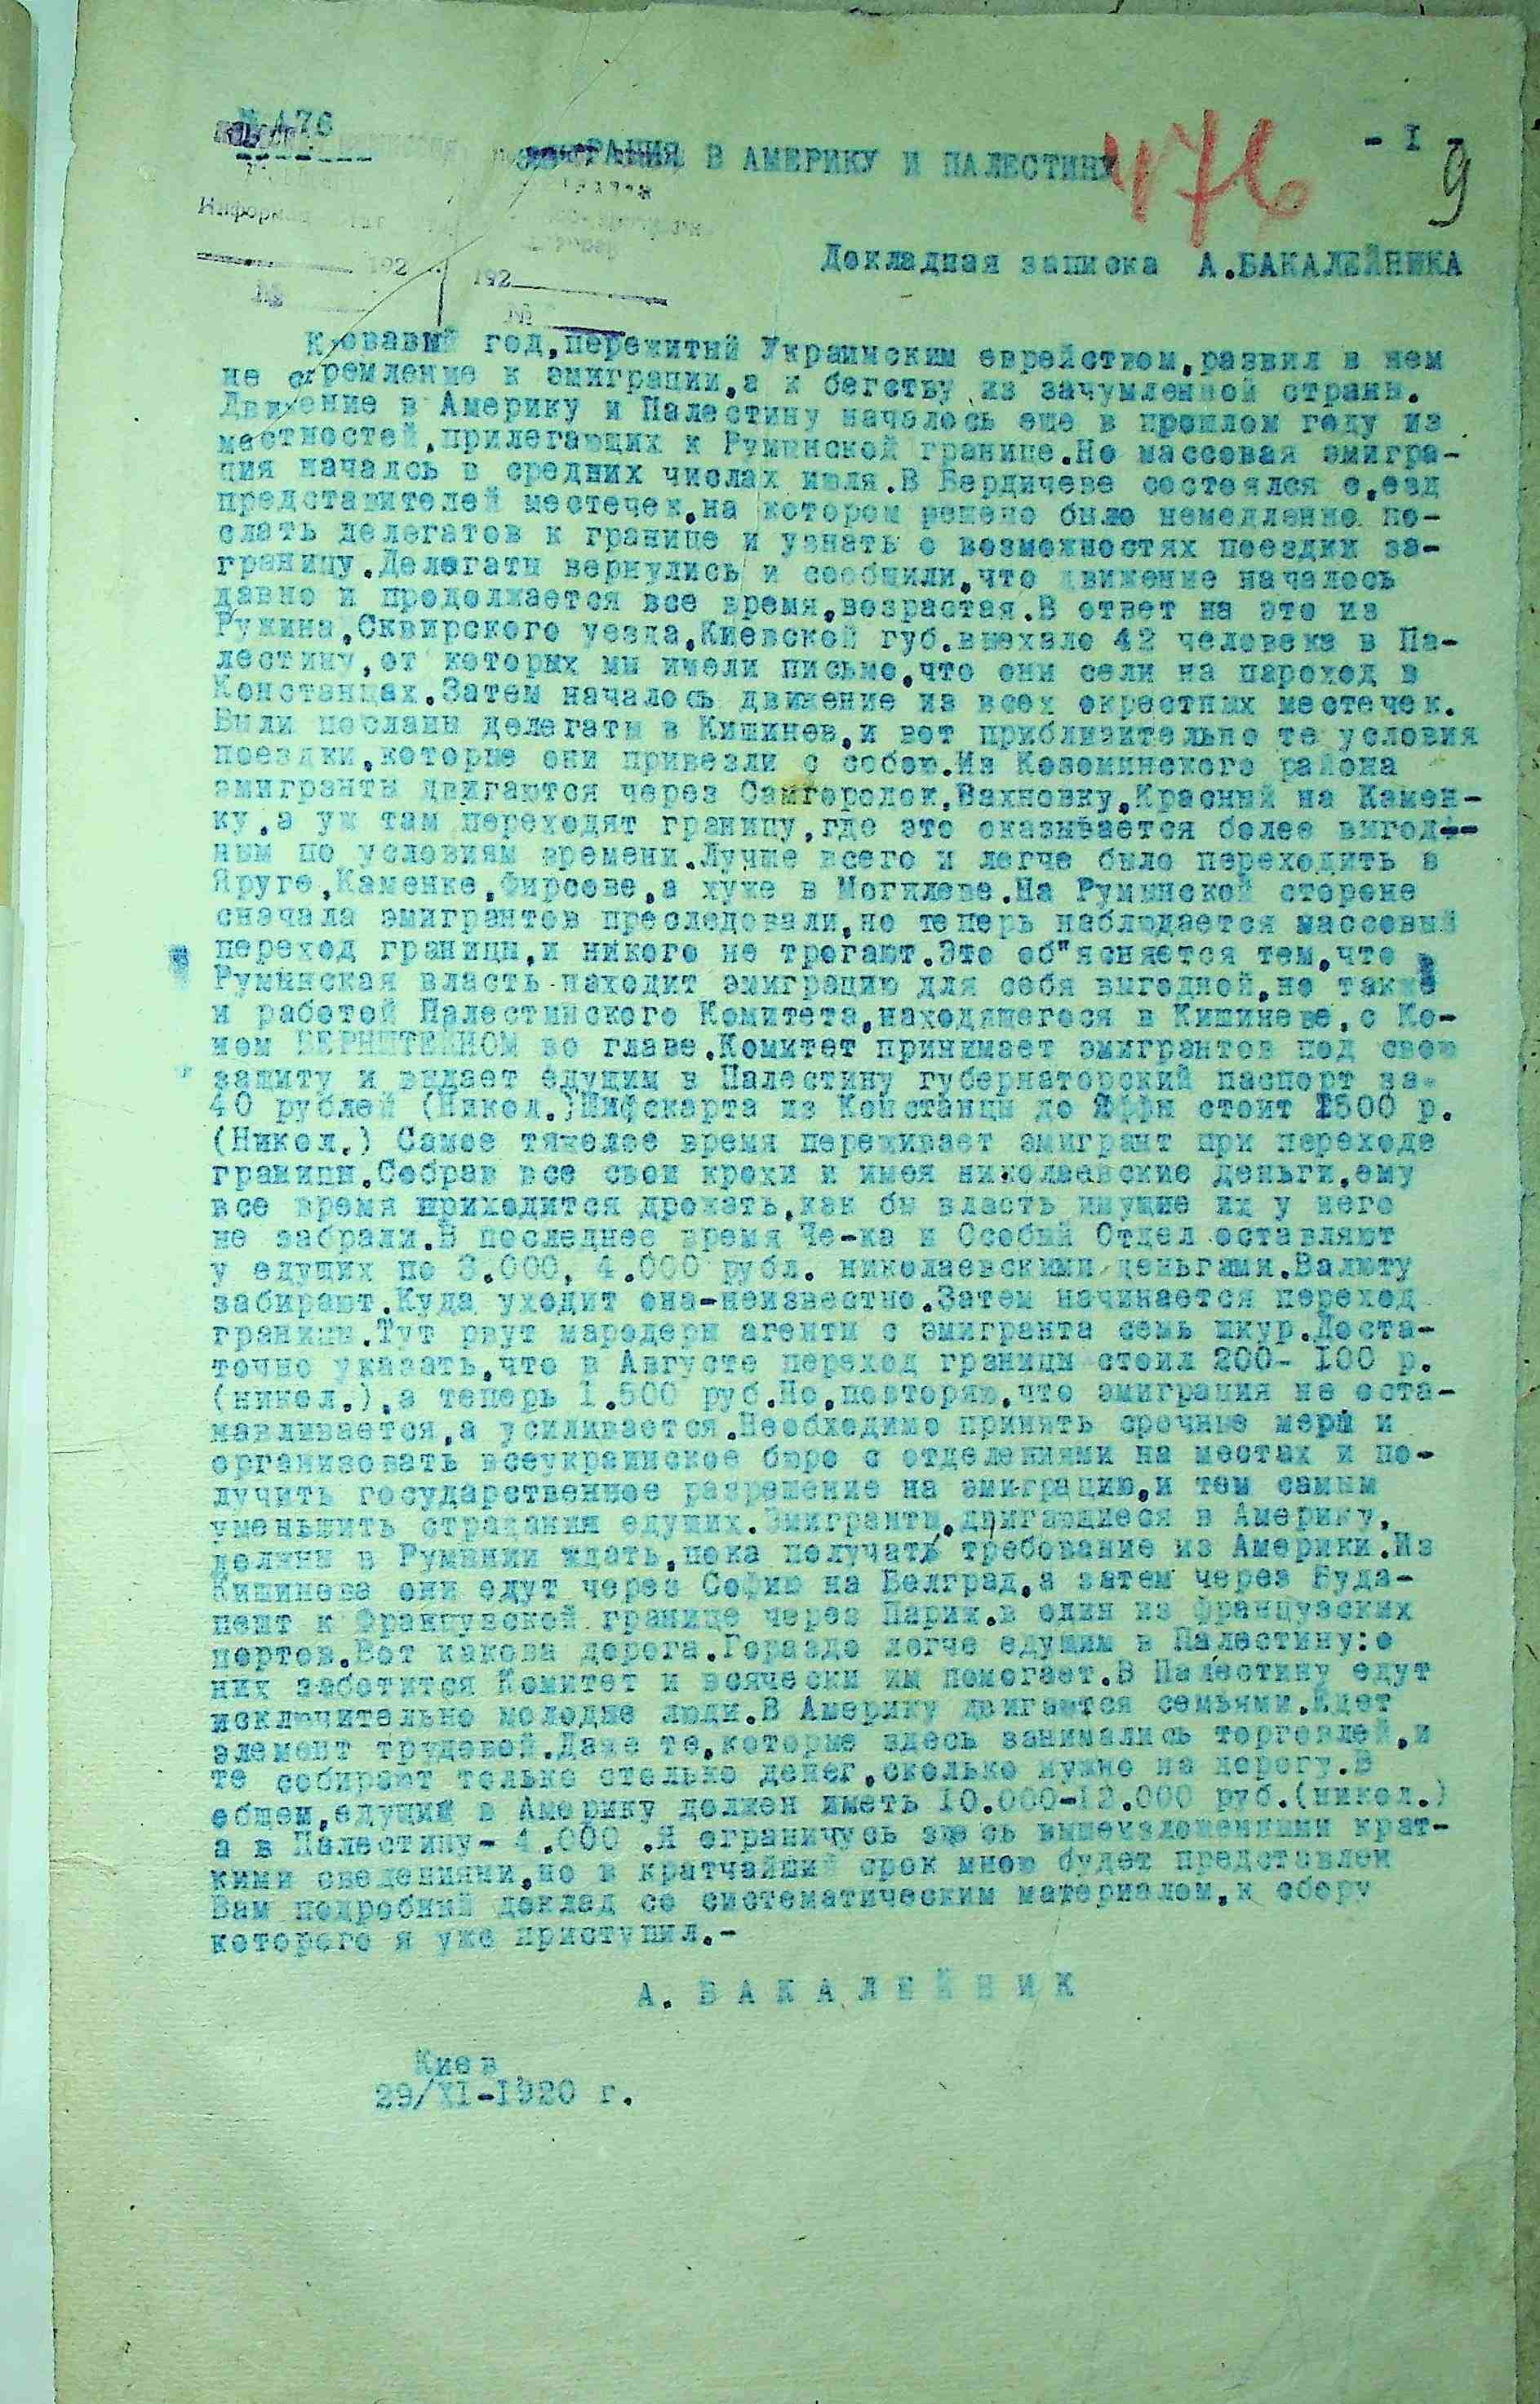 № 476
- I -
476
9
ЭМИГРАЦИЯ В АМЕРИКУ И ПАЛЕСТИНУ
192
192
№
№
Докладная записка А.БАКАЛЕЙНИКА
Кровавый год,пережитый Украинским еврейством,развил в нем
не стремление к эмиграции,а к бегству из зачумленной страны.
Движение в Америку и Палестину началось еще в прошлом году из
местностей,прилегающих к Румынской границе.Но массовая эмигра-
ция началсь в средних числах июля.В Бердичеве состоялся с,езд
представителей местечек,на котором решено было немедленно по-
слать делегатов к границе и узнать о возможностях поездки за-
границу.Делегаты вернулись и сообщили,что движение началось
давно и продолжается все время,возрастая.В ответ на это из
Ружина,Сквирского уезда,Киевской губ.выехало 42 человека в Па-
лестину,от которых мы имели письмо,что они сели на пароход в
Констанцах.Затем началось движение из всех окрестных местечек.
Были посланы делегаты в Кишинев,и вот приблизительно те условия
поездки,которые они привезли с собою.Из Козоминского района
эмигранты двигаются через Самгородок,Вахновку,Красный на Камен-
ку,а уж там переходят границу,где это оказывается более выгод--
ным по условиям времени.Лучше всего и легче было переходить в
Яруге,Каменке,Фирсове,а хуже в Могилеве.На Румынской стороне
сначала эмигрантов преследовали,но теперь наблюдается массовый
переход границы,и никого не трогают.Это об"ясняется тем,что
Румынская власть находит эмиграцию для себя выгодной,но также
и работой Палестинского Комитета,находящегося в Кишиневе,с Ко-
ном БЕРНШТЕЙНОМ во главе.Комитет принимает эмигрантов под свою
защиту и выдает едущим в Палестину губернаторский паспорт за
40 рублей (Никол.)Шифскарта из Констанцы до Яффы стоит 1500 р.
(Никол.) Самое тяжелое время переживает эмигрант при переходе
границы.Собрав все свои крохи и имея николаевские деньги,ему
все время приходится дрожать,как бы власть имущие их у него
не забрали.В последнее время Че-ка и Особый Отдел оставляют
у едущих по 3.000, 4.000 рубл. николаевскими деньгами.Валюту
забирают.Куда уходит она-неизвестно.Затем начинается переход
границы.Тут рвут мародеры агенты с эмигранта семь шкур.Доста-
точно указать,что в Августе переход границы стоил 200- I00 р.
(никол.),а теперь 1.500 руб.Но,повторяю,что эмиграция не оста-
навливается,а усиливается.Необходимо принять срочные меры и
организовать всеукраинское бюро с отделениями на местах и по-
лучить государственное разрешение на эмиграцию,и тем самым
уменьшить страдания едущих.Эмигранты,двигающиеся в Америку,
должны в Румынии ждать,пока получать требование из Америки.Из
Кишинева они едут через Софию на Белград,а затем через Буда-
пешт к Французской границе через Париж.в один из французских
портов.Вот какова дорога.Гораздо легче едущим в Палестину:о
них заботится Комитет и всячески им помогает.В Палестину едут
исключительно молодые люди.В Америку двигаются семьями.Едет
элемент трудовой.Даже те,которые здесь занимались торговлей,и
те собирают только столько денег,сколько нужно на дорогу.В
общем,едущий в Америку должен иметь 10.000-12.000 руб.(никол.)
а в Палестину- 4.000 .Я ограничусь здесь вышеизложенными крат-
кими сведениями,но в кратчайший срок мною будет представлен
Вам подробный доклад со систематическим материалом,к сбору
которого я уже приступил.-
А. БАКАЛЕЙНИК
Киев
29/XI-1920 г.